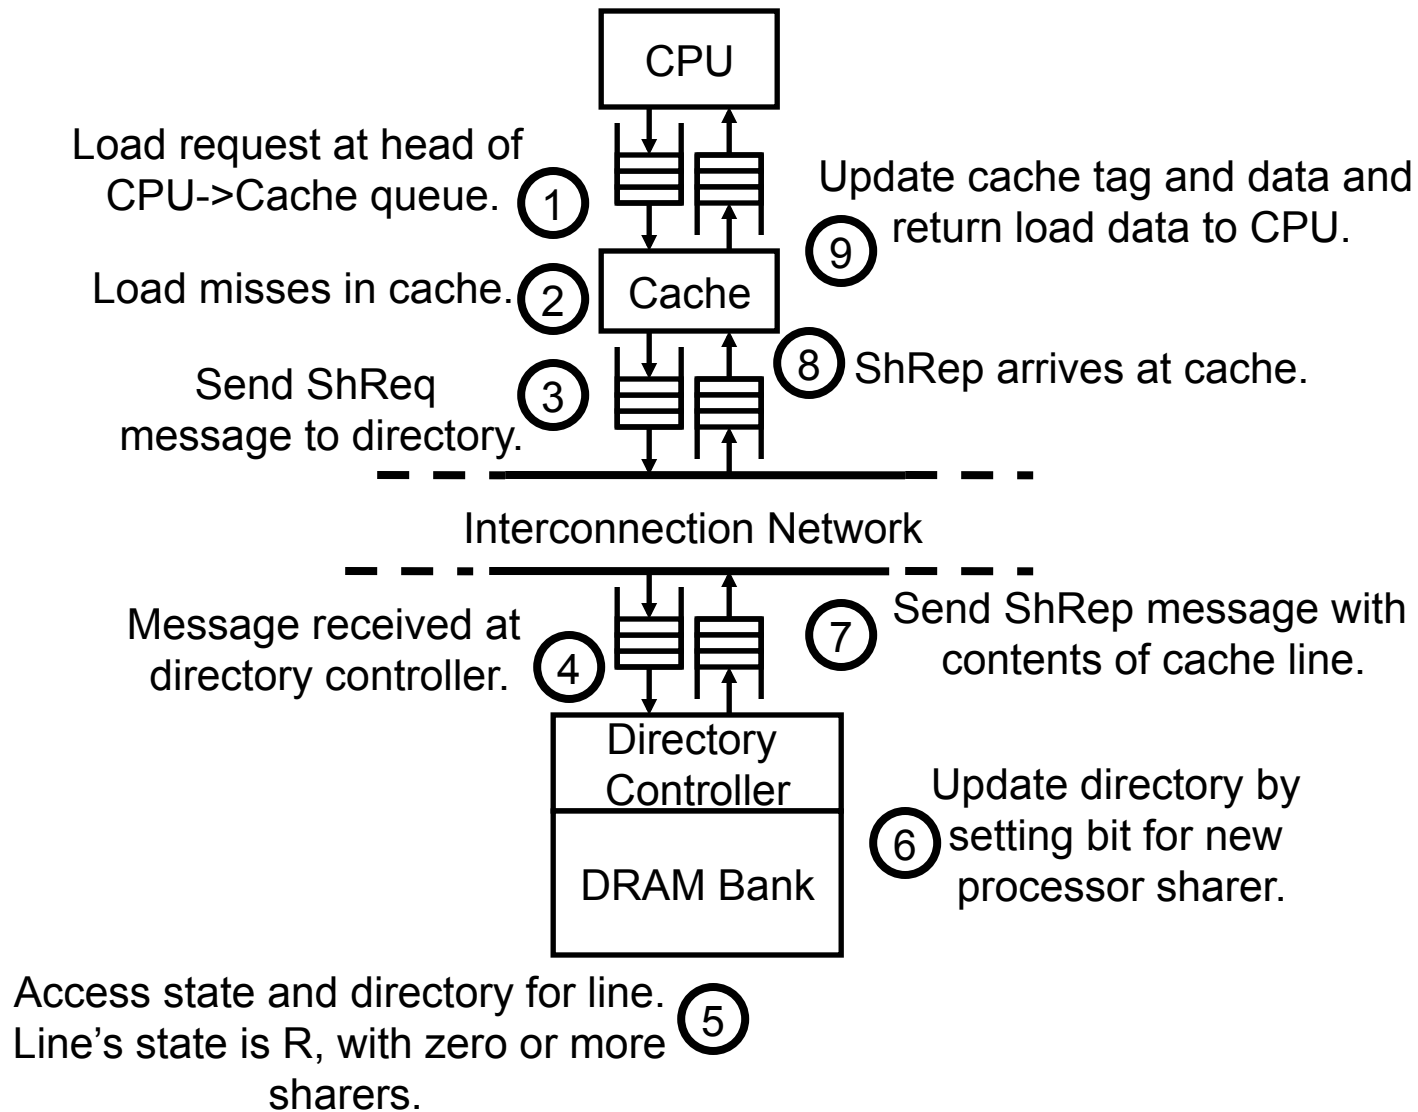 CPU
Load request at head of
CPU->Cache queue.
1
Update cache tag and data and
return load data to CPU.
9
Load misses in cache.
2
Cache
Send ShReq
message to directory.
3
8
ShRep arrives at cache.
Interconnection Network
Message received at
directory controller.
4
7
Send ShRep message with
contents of cache line.
Directory
Controller
DRAM Bank
6
Update directory by
setting bit for new
processor sharer.
Access state and directory for line.
Line’s state is R, with zero or more
sharers.
5